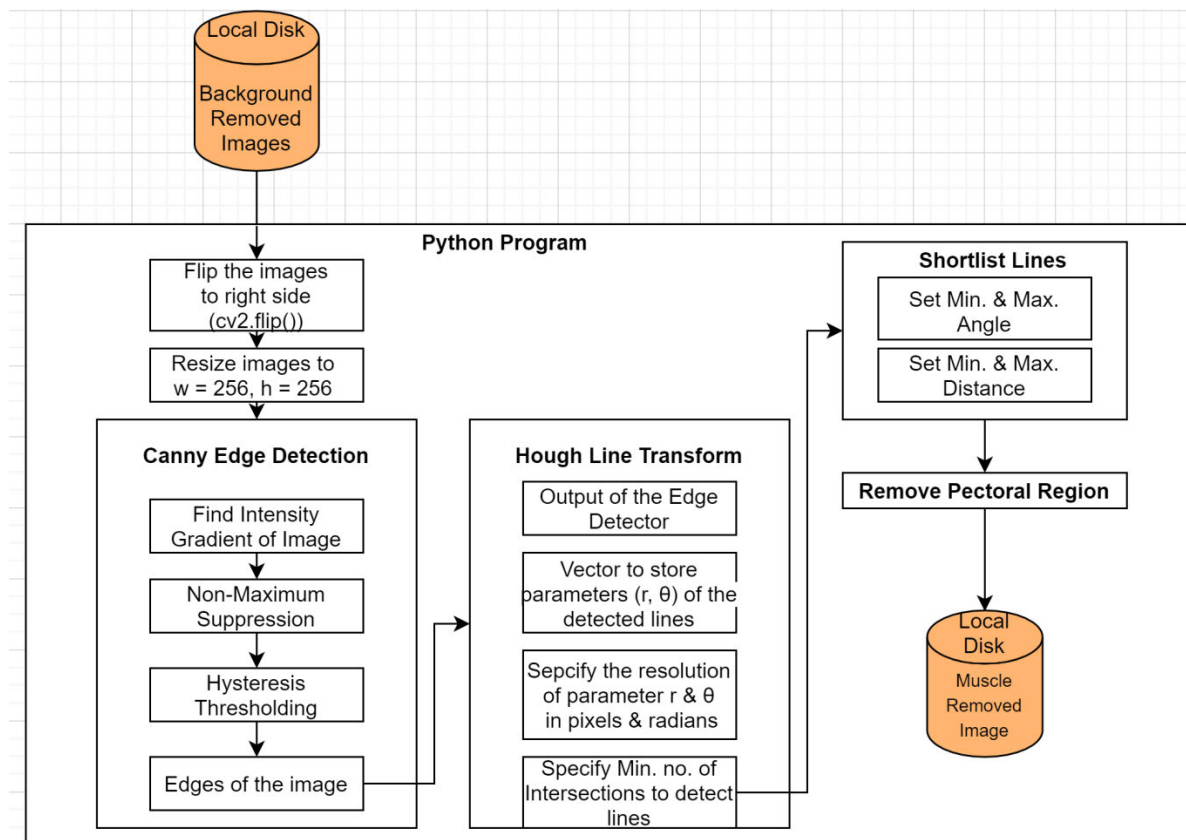 Local Disk
Background
Removed
Images
Python Program
Flip the images
to right side
(cv2.flip())
Resize images to
w = 256, h = 256
Canny Edge Detection
Find Intensity
Gradient of Image
Non-Maximum
Suppression
Hysteresis
Thresholding
Edges of the image
Hough Line Transform
Output of the Edge
Detector
Vector to store
parameters (r, θ) of the
detected lines
Sepcify the resolution
of parameter r & θ
in pixels & radians
Specify Min. no. of
Intersections to detect
lines
Shortlist Lines
Set Min. & Max.
Angle
Set Min. & Max.
Distance
Remove Pectoral Region
Local
Disk
Muscle
Removed
Image